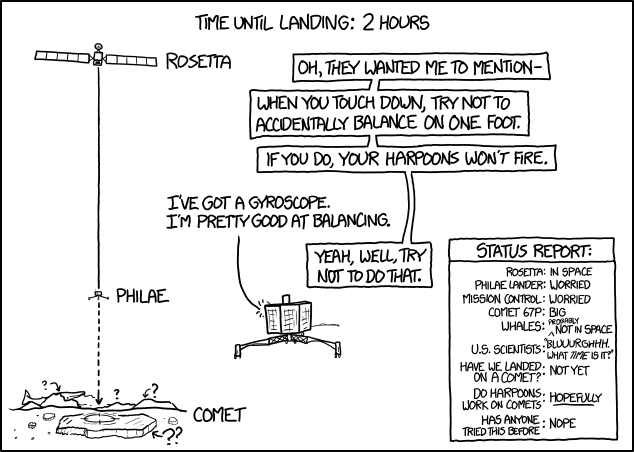 TIME UNTIL LANDING: 2 HOURS
ROSETTA
OH, THEY WANTED ME TO MENTION-
WHEN YOU TOUCH DOWN, TRY NOT TO
ACCIDENTALLY BALANCE ON ONE FOOT.
IF YOU DO, YOUR HARPOONS WON'T FIRE.
I'VE GOT A GYROSCOPE.
I'M PRETTY GOOD AT BALANCING.
YEAH, WELL, TRY
NOT TO DO THAT.
PHILAE
?
?
?
COMET
??
STATUS REPORT:
ROSETTA: IN SPACE
PHILAE LANDER: WORRIED
MISSION CONTROL: WORRIED
COMET 67P: BIG
WHALES: PROBABLY NOT IN SPACE
U.S. SCIENTISTS: "BLUUURGHHH.
WHAT TIME IS IT?"
HAVE WE LANDED
ON A COMET?: NOT YET
DO HARPOONS
WORK ON COMETS: HOPEFULLY
HAS ANYONE
TRIED THIS BEFORE: NOPE